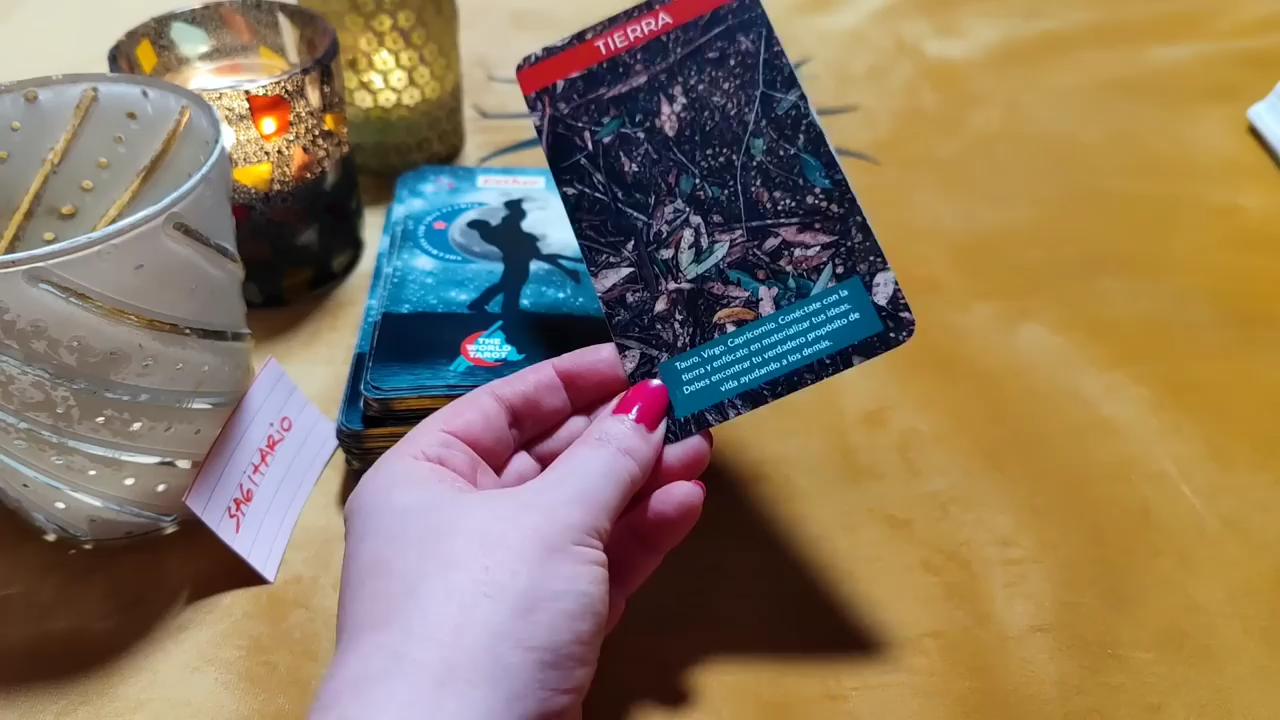 TIERRA
Tauro, Virgo, Capricornio. Conéctate con la
tierra y enfócate en materializar tus ideas.
Debes encontrar tu verdadero propósito de
vida ayudando a los demás.
THE
WORLD
TAROT
SAGITARIO